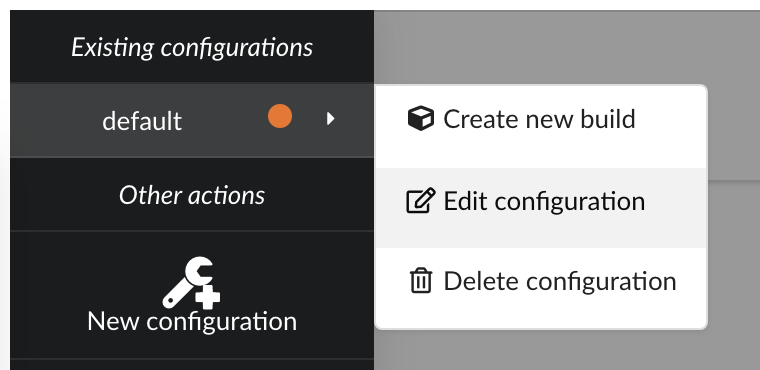 Existing configurations
default
Create new build
Edit configuration
Delete configuration
Other actions
New configuration